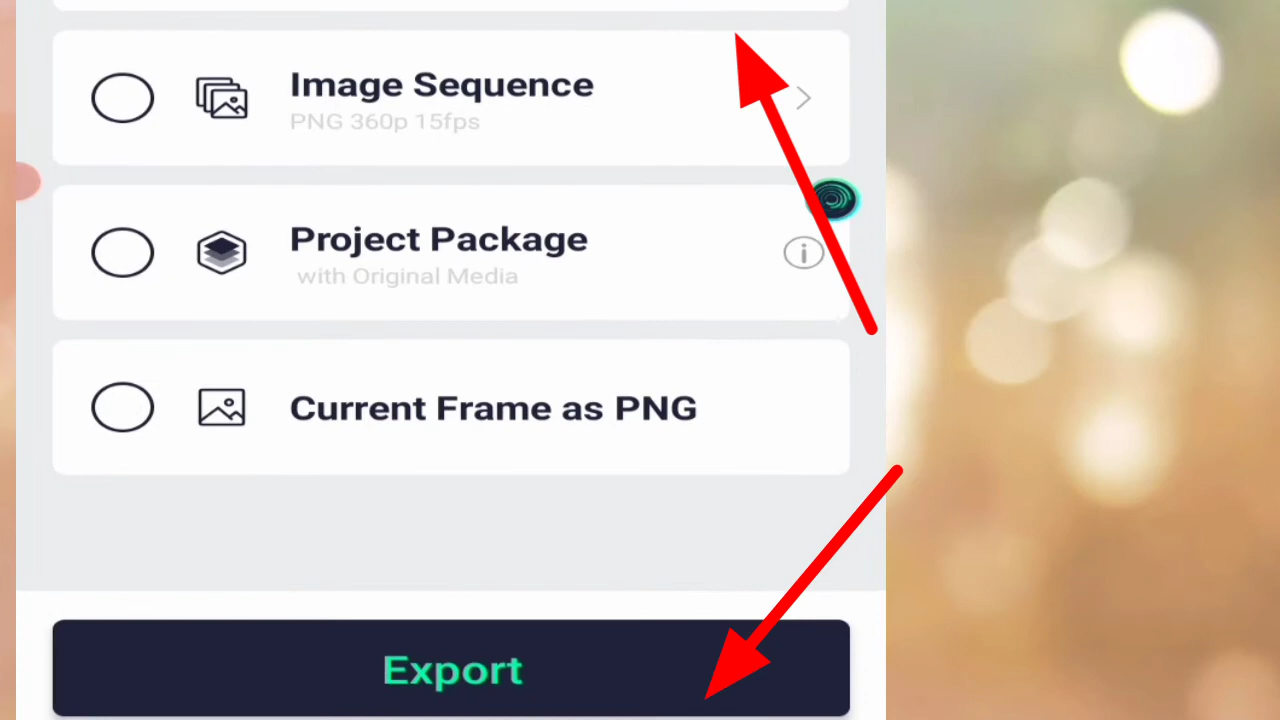 Image Sequence
PNG 360p 15fps
Project Package
with Original Media
Current Frame as PNG
Export